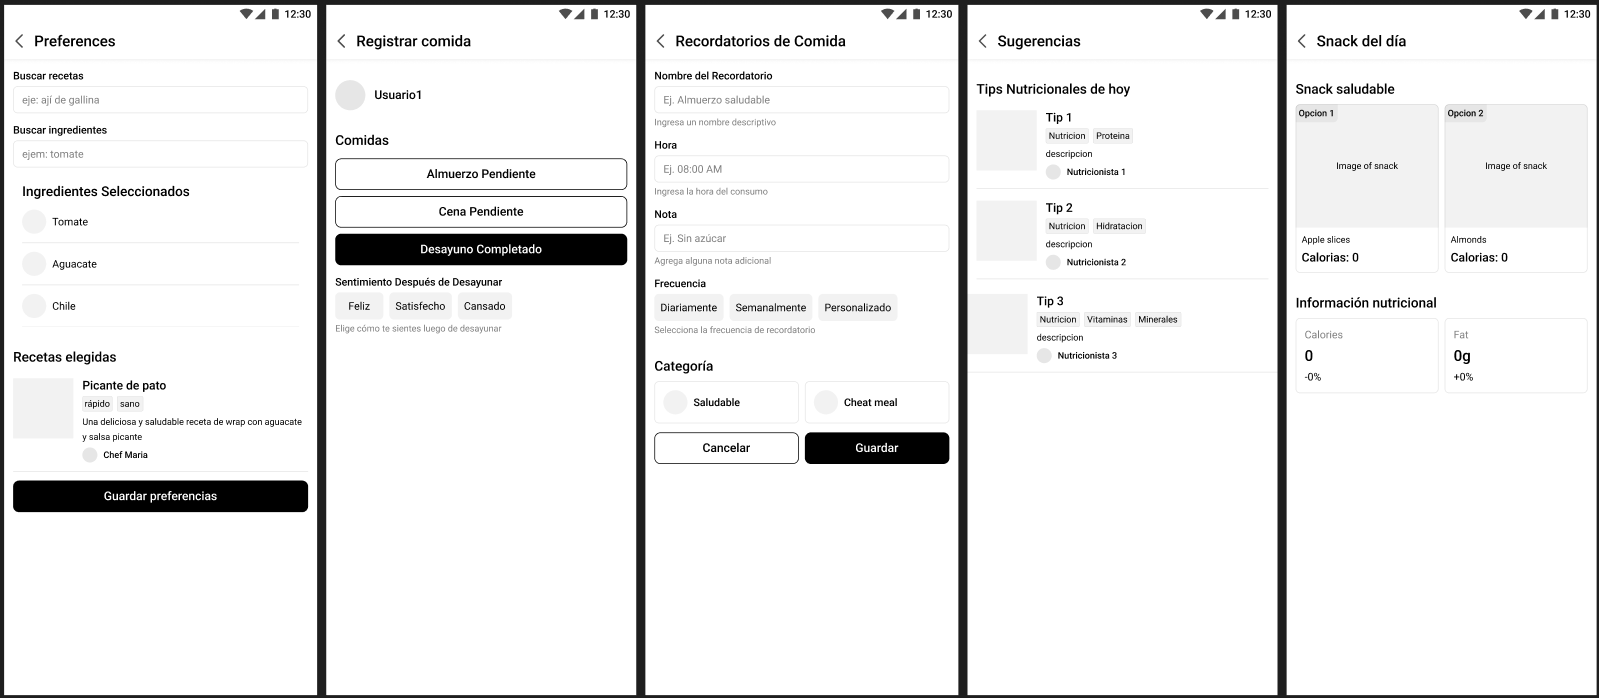 12:30
Preferences
Buscar recetas
eje: ají de gallina
Buscar ingredientes
ejem: tomate
Ingredientes Seleccionados
Tomate
Aguacate
Chile
Recetas elegidas
Picante de pato
rápido sano
Una deliciosa y saludable receta de wrap con aguacate
y salsa picante
Chef Maria
Guardar preferencias
12:30
Registrar comida
Usuario1
Comidas
Almuerzo Pendiente
Cena Pendiente
Desayuno Completado
Sentimiento Después de Desayunar
Feliz Satisfecho Cansado
Elige cómo te sientes luego de desayunar
12:30
Recordatorios de Comida
Nombre del Recordatorio
Ej. Almuerzo saludable
Ingresa un nombre descriptivo
Hora
Ej. 08:00 AM
Ingresa la hora del consumo
Nota
Ej. Sin azúcar
Agrega alguna nota adicional
Frecuencia
Diariamente Semanalmente Personalizado
Selecciona la frecuencia de recordatorio
Categoría
Saludable Cheat meal
Cancelar Guardar
12:30
Sugerencias
Tips Nutricionales de hoy
Tip 1
Nutricion Proteina
descripcion
Nutricionista 1
Tip 2
Nutricion Hidratacion
descripcion
Nutricionista 2
Tip 3
Nutricion Vitaminas Minerales
descripcion
Nutricionista 3
12:30
Snack del día
Snack saludable
Opcion 1 Opcion 2
Image of snack Image of snack
Apple slices Almonds
Calorias: 0 Calorias: 0
Información nutricional
Calories Fat
0 0g
-0% +0%